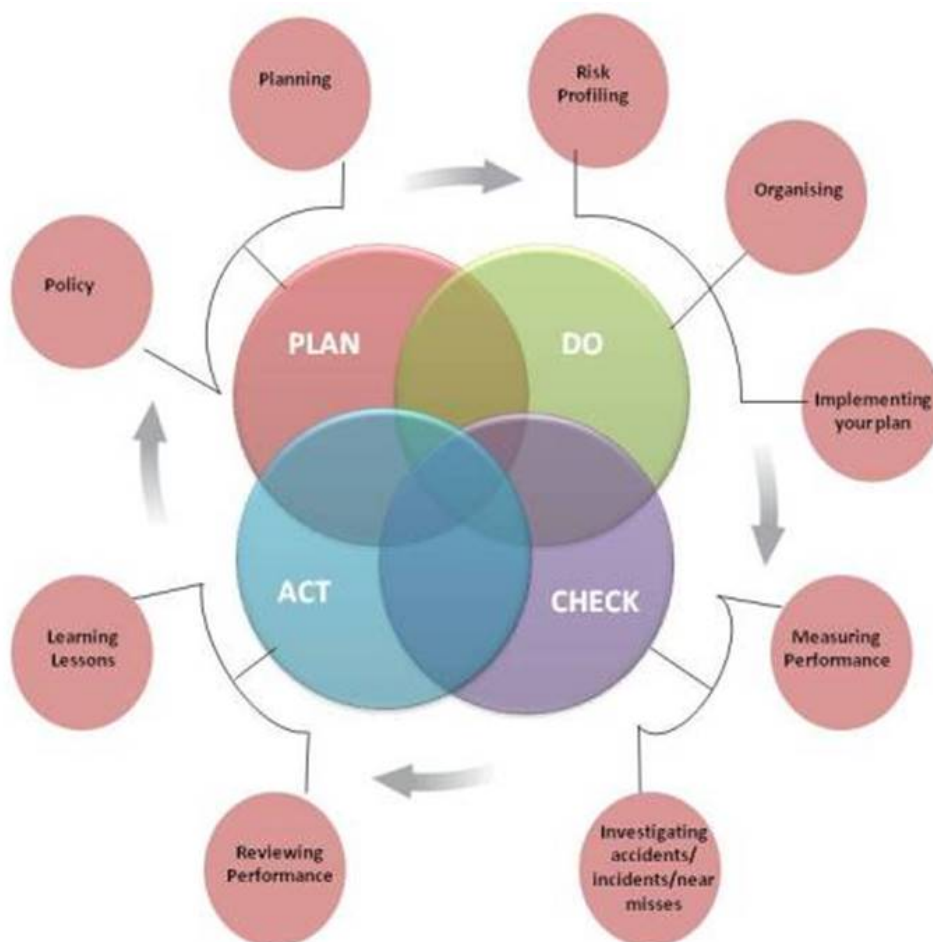 Planning
Risk
Profiling
Organising
Policy
PLAN
DO
Implementing
your plan
ACT
CHECK
Learning
Lessons
Measuring
Performance
Reviewing
Performance
Investigating
accidents/
incidents/near
misses